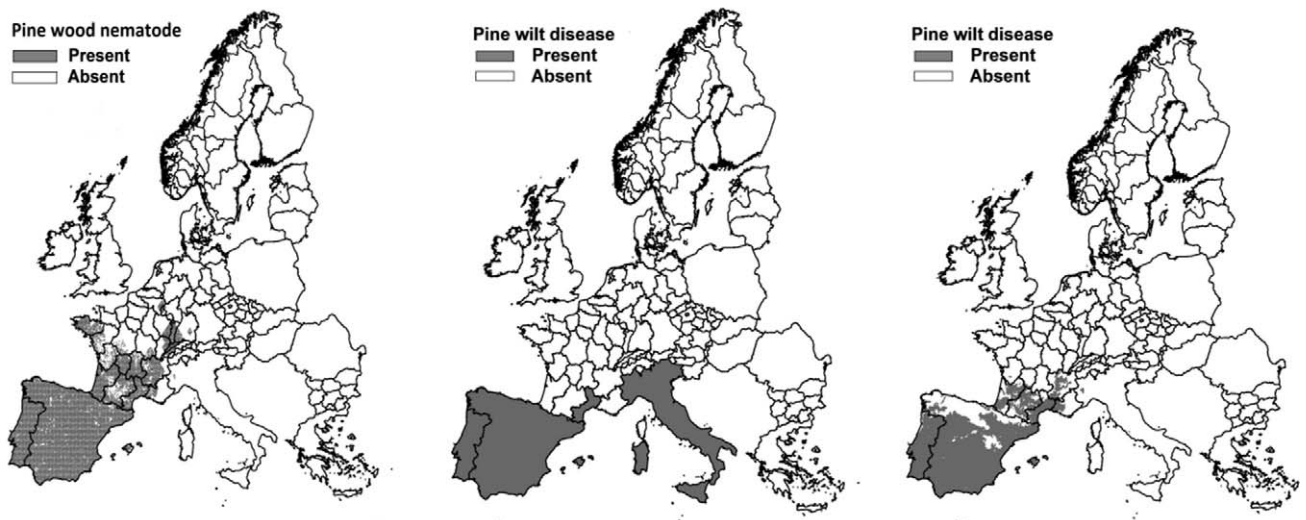 Pine wood nematode
Present
Absent
Pine wilt disease
Present
Absent
Pine wilt disease
Present
Absent